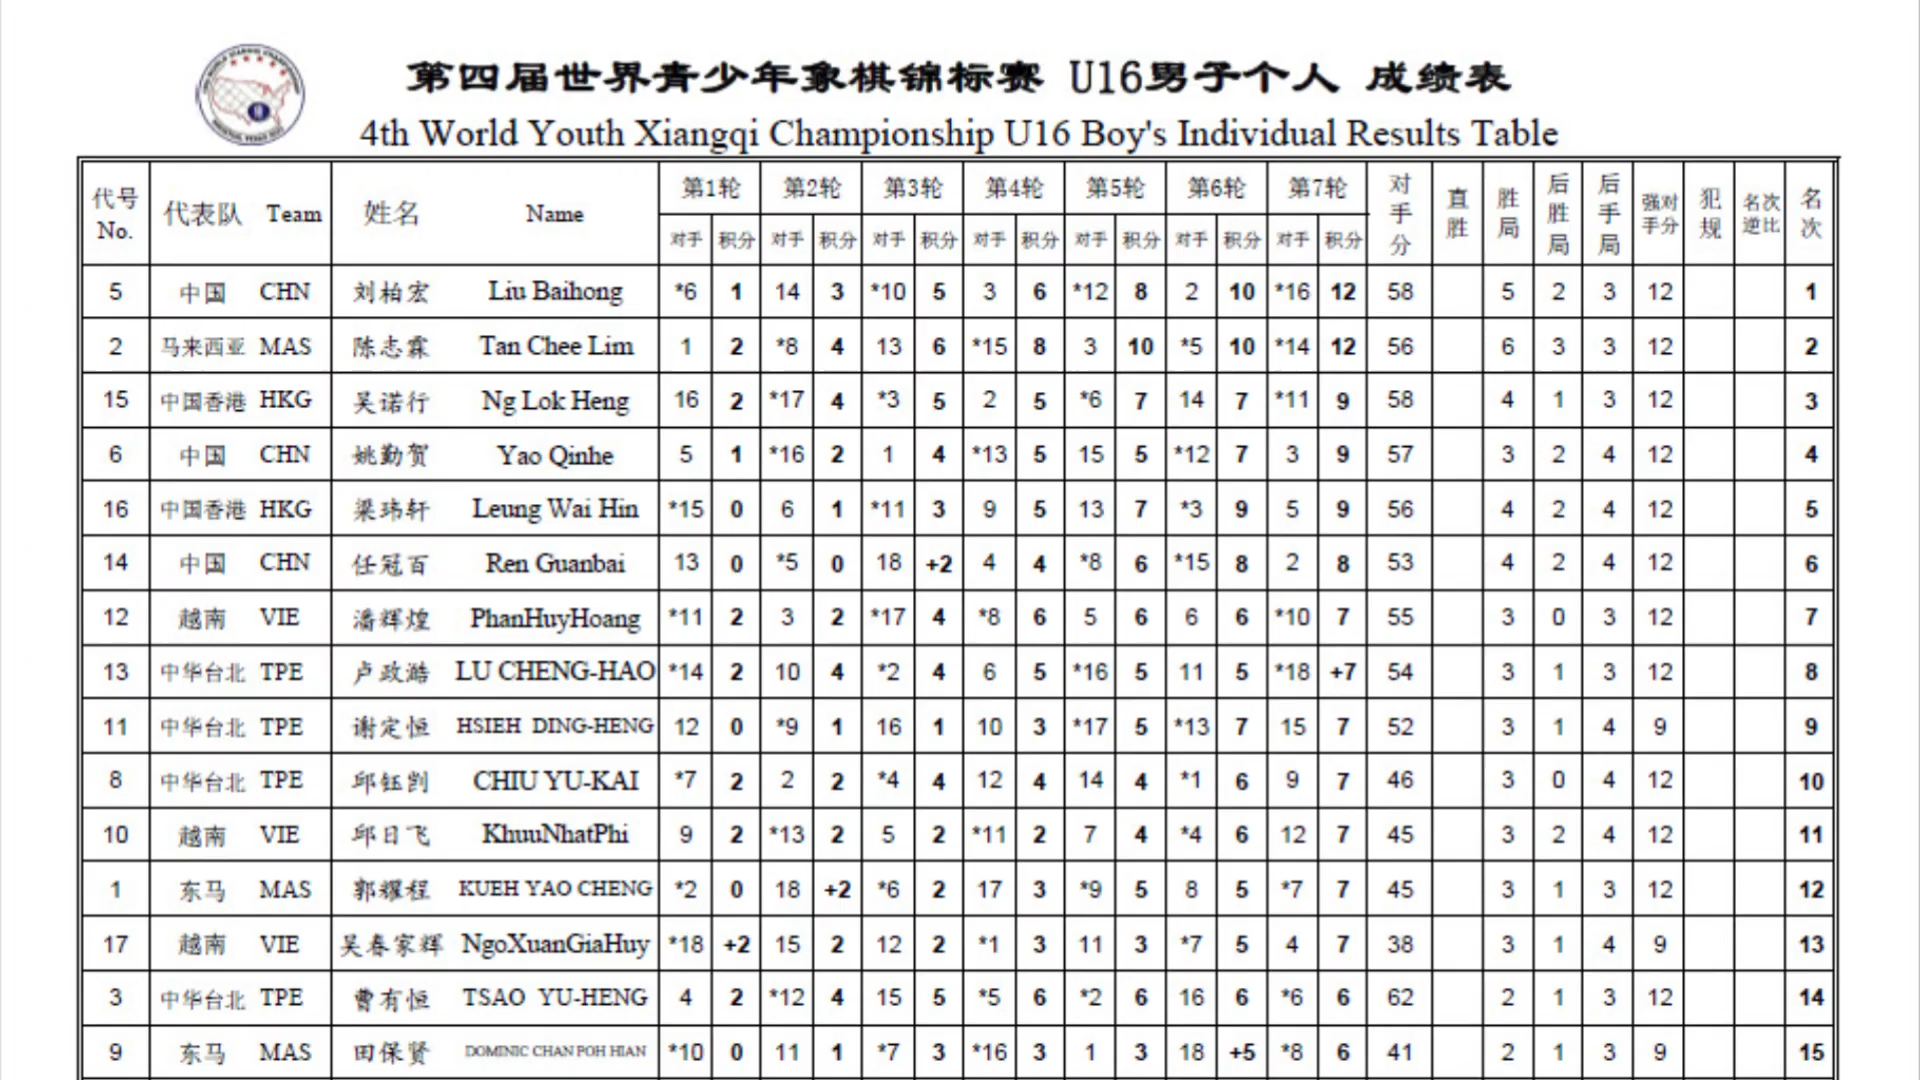 第四届世界青少年象棋锦标赛 U16男子个人 成绩表
4th World Youth Xiangqi Championship U16 Boy's Individual Results Table
代号 No. 代表队 Team 姓名 Name 第1轮 第2轮 第3轮 第4轮 第5轮 第6轮 第7轮 对手分 直胜 胜局 后胜局 后手局 强对手分 犯规 名次逆比 名次
对手 积分 对手 积分 对手 积分 对手 积分 对手 积分 对手 积分 对手 积分
5 中国 CHN 刘柏宏 Liu Baihong *6 1 14 3 *10 5 3 6 *12 8 2 10 *16 12 58 5 2 3 12 1
2 马来西亚 MAS 陈志霖 Tan Chee Lim 1 2 *8 4 13 6 *15 8 3 10 *5 10 *14 12 56 6 3 3 12 2
15 中国香港 HKG 吴诺行 Ng Lok Heng 16 2 *17 4 *3 5 2 5 *6 7 14 7 *11 9 58 4 1 3 12 3
6 中国 CHN 姚勤贺 Yao Qinhe 5 1 *16 2 1 4 *13 5 15 5 *12 7 3 9 57 3 2 4 12 4
16 中国香港 HKG 梁玮轩 Leung Wai Hin *15 0 6 1 *11 3 9 5 13 7 *3 9 5 9 56 4 2 4 12 5
14 中国 CHN 任冠百 Ren Guanbai 13 0 *5 0 18 +2 4 4 *8 6 *15 8 2 8 53 4 2 4 12 6
12 越南 VIE 潘辉煌 PhanHuyHoang *11 2 3 2 *17 4 *8 6 5 6 6 6 *10 7 55 3 0 3 12 7
13 中华台北 TPE 卢政澔 LU CHENG-HAO *14 2 10 4 *2 4 6 5 *16 5 11 5 *18 +7 54 3 1 3 12 8
11 中华台北 TPE 谢定恒 HSIEH DING-HENG 12 0 *9 1 16 1 10 3 *17 5 *13 7 15 7 52 3 1 4 9 9
8 中华台北 TPE 邱钰剀 CHIU YU-KAI *7 2 2 2 *4 4 12 4 14 4 *1 6 9 7 46 3 0 4 12 10
10 越南 VIE 邱日飞 KhuuNhatPhi 9 2 *13 2 5 2 *11 2 7 4 *4 6 12 7 45 3 2 4 12 11
1 东马 MAS 郭耀程 KUEH YAO CHENG *2 0 18 +2 *6 2 17 3 *9 5 8 5 *7 7 45 3 1 3 12 12
17 越南 VIE 吴春家辉 NgoXuanGiaHuy *18 +2 15 2 12 2 *1 3 11 3 *7 5 4 7 38 3 1 4 9 13
3 中华台北 TPE 曹有恒 TSAO YU-HENG 4 2 *12 4 15 5 *5 6 *2 6 16 6 *6 6 62 2 1 3 12 14
9 东马 MAS 田保贤 DOMINIC CHAN POH HIAN *10 0 11 1 *7 3 *16 3 1 3 18 +5 *8 6 41 2 1 3 9 15